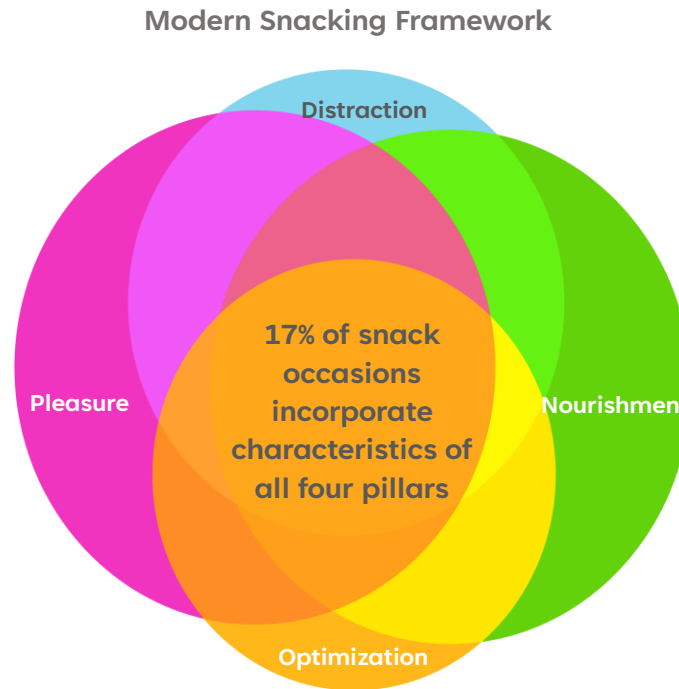 Modern Snacking Framework
Distraction
17% of snack
occasions
incorporate
characteristics of
all four pillars
Pleasure
Nourishmen
Optimization